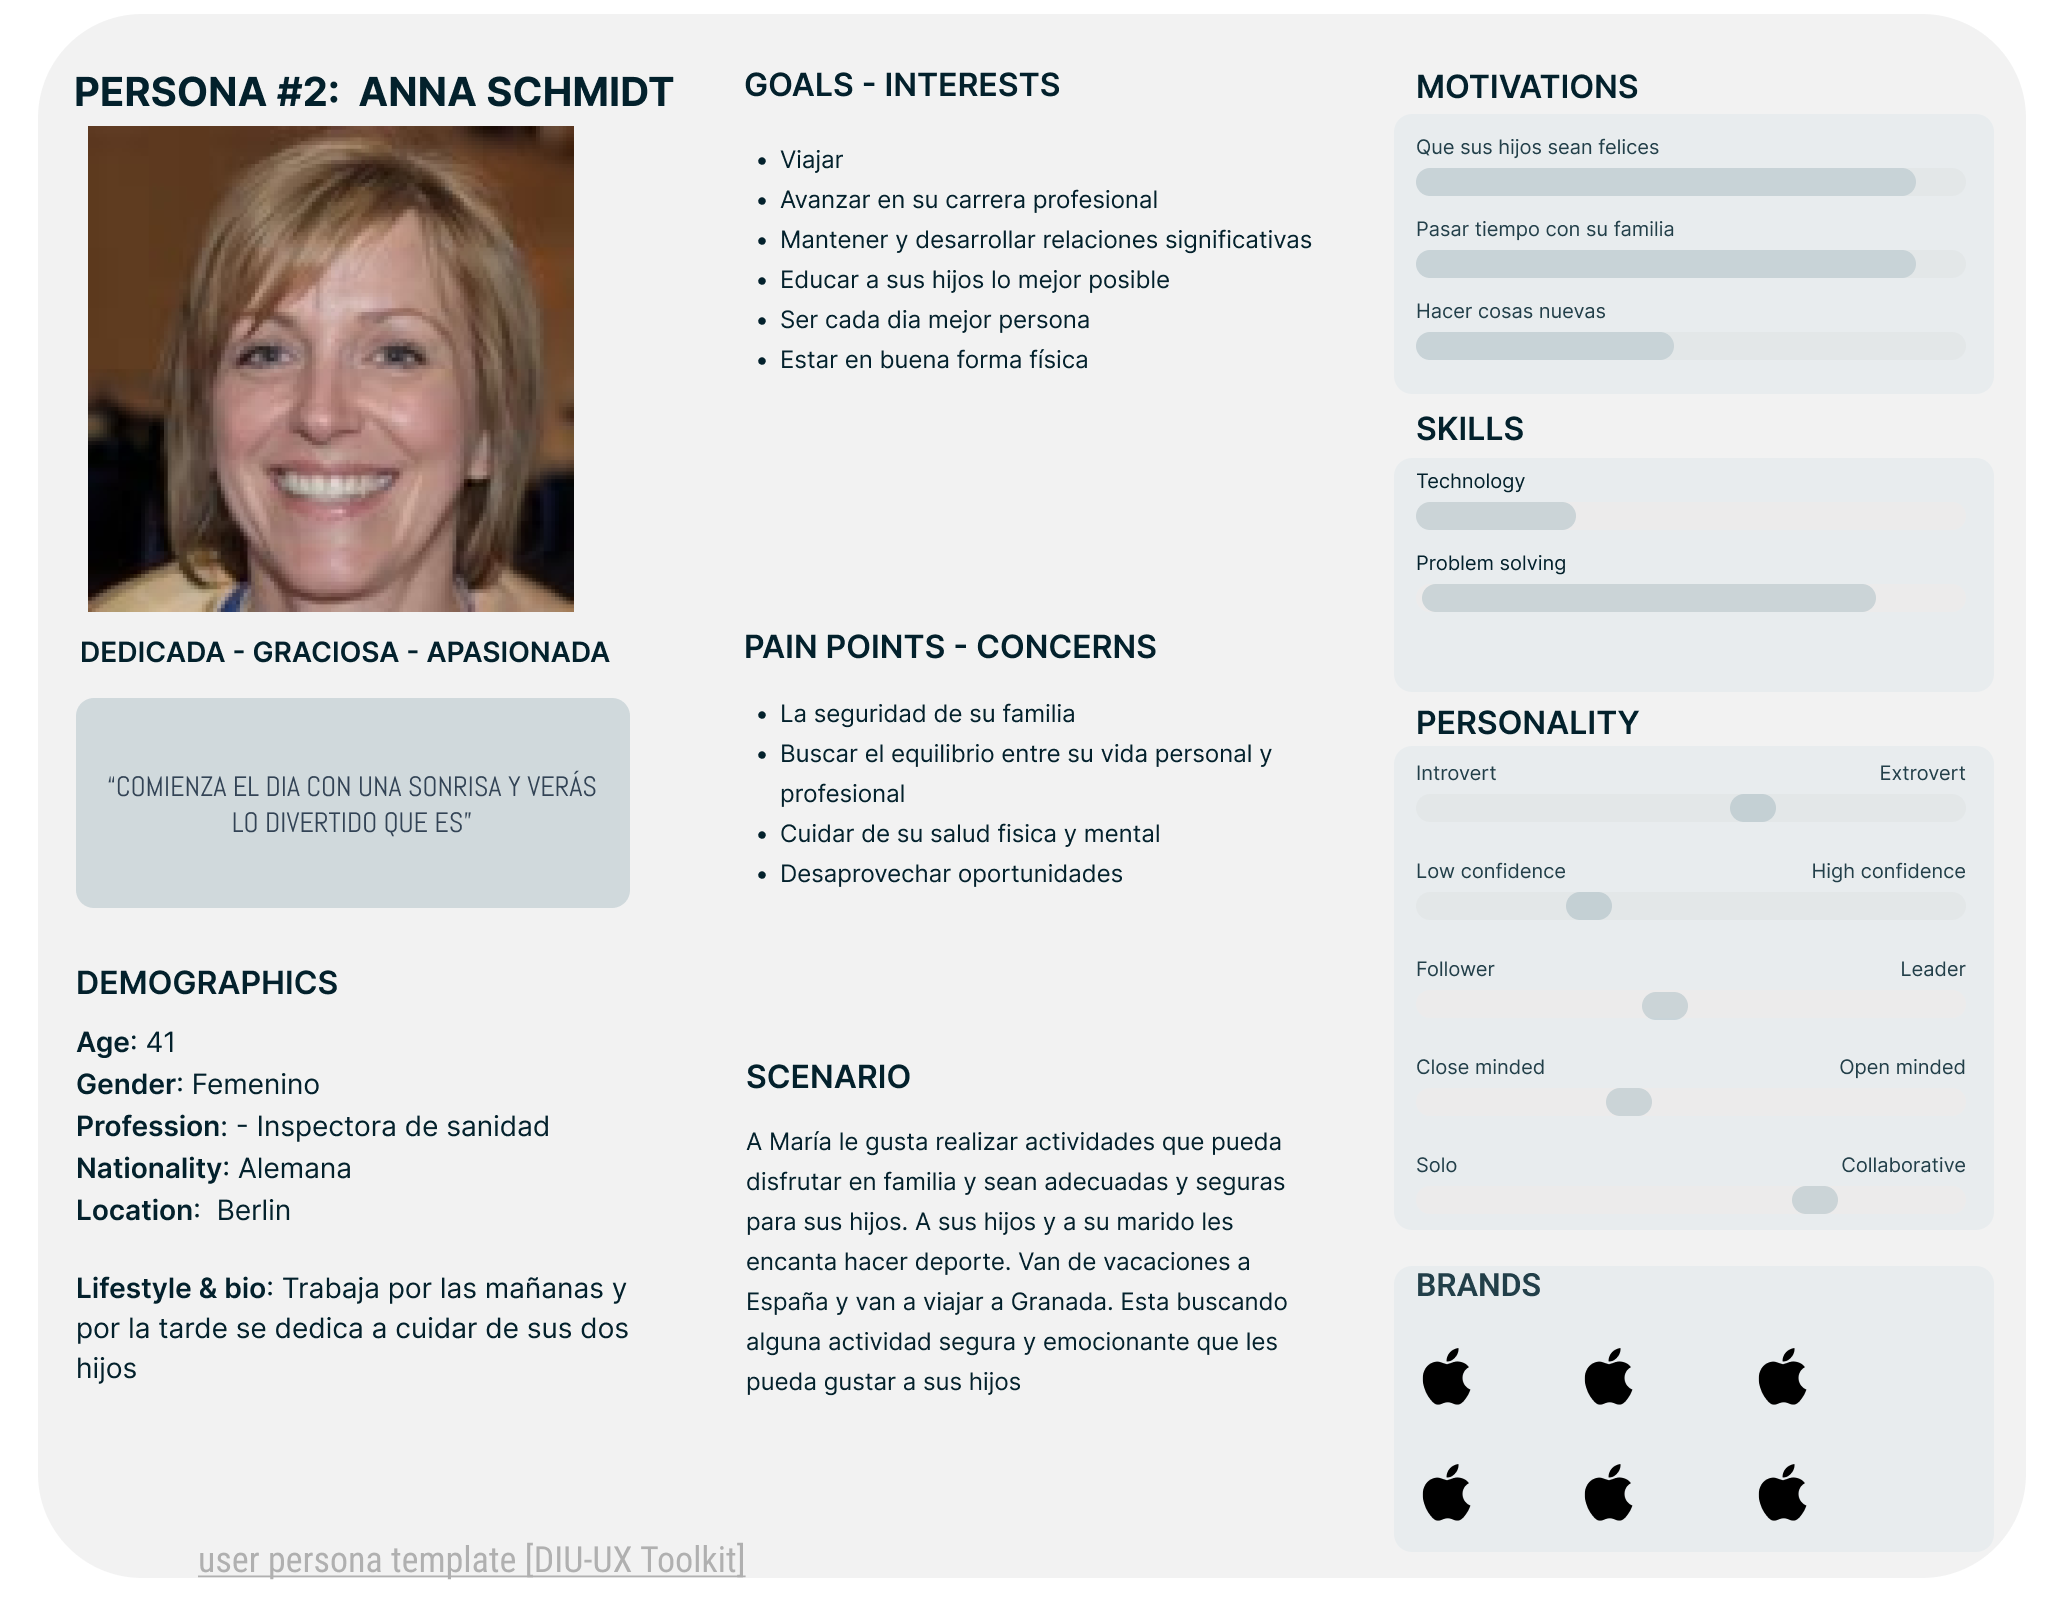 PERSONA #2: ANNA SCHMIDT
DEDICADA - GRACIOSA - APASIONADA
“COMIENZA EL DIA CON UNA SONRISA Y VERÁS
LO DIVERTIDO QUE ES”
DEMOGRAPHICS
Age: 41
Gender: Femenino
Profession: - Inspectora de sanidad
Nationality: Alemana
Location: Berlin
Lifestyle & bio: Trabaja por las mañanas y
por la tarde se dedica a cuidar de sus dos
hijos
GOALS - INTERESTS
• Viajar
• Avanzar en su carrera profesional
• Mantener y desarrollar relaciones significativas
• Educar a sus hijos lo mejor posible
• Ser cada dia mejor persona
• Estar en buena forma física
PAIN POINTS - CONCERNS
• La seguridad de su familia
• Buscar el equilibrio entre su vida personal y
profesional
• Cuidar de su salud fisica y mental
• Desaprovechar oportunidades
SCENARIO
A María le gusta realizar actividades que pueda
disfrutar en familia y sean adecuadas y seguras
para sus hijos. A sus hijos y a su marido les
encanta hacer deporte. Van de vacaciones a
España y van a viajar a Granada. Esta buscando
alguna actividad segura y emocionante que les
pueda gustar a sus hijos
MOTIVATIONS
Que sus hijos sean felices
Pasar tiempo con su familia
Hacer cosas nuevas
SKILLS
Technology
Problem solving
PERSONALITY
Introvert Extrovert
Low confidence High confidence
Follower Leader
Close minded Open minded
Solo Collaborative
BRANDS
user persona template [DIU-UX Toolkit]